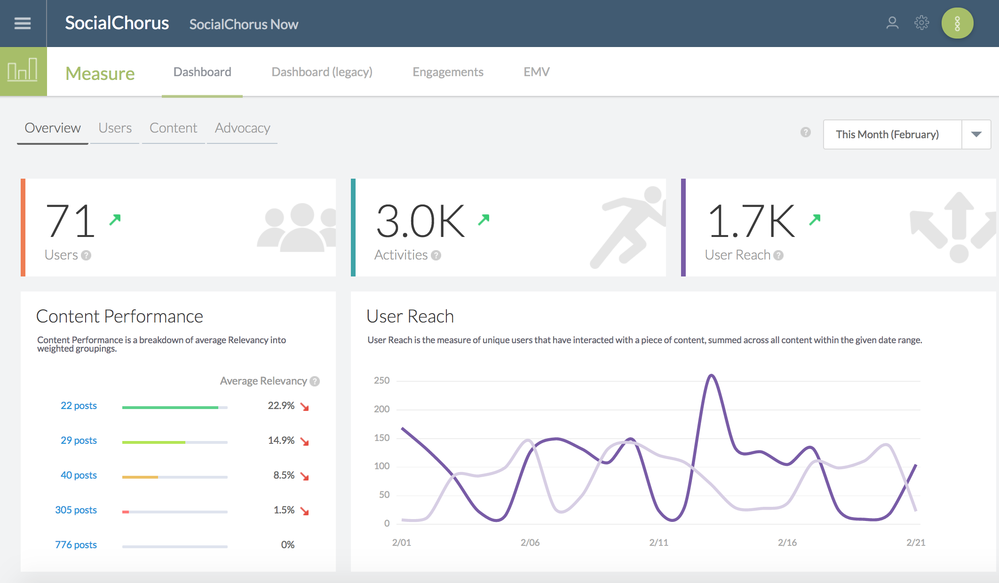 SocialChorus SocialChorus Now
Measure Dashboard Dashboard (legacy) Engagements EMV
Overview Users Content Advocacy ? This Month (February)
71
Users ?
3.0K
Activities ?
1.7K
User Reach ?
Content Performance
Content Performance is a breakdown of average Relevancy into
weighted groupings.
Average Relevancy ?
22 posts 22.9%
29 posts 14.9%
40 posts 8.5%
305 posts 1.5%
776 posts 0%
User Reach
User Reach is the measure of unique users that have interacted with a piece of content, summed across all content within the given date range.
250
200
150
100
50
0
2/01 2/06 2/11 2/16 2/21